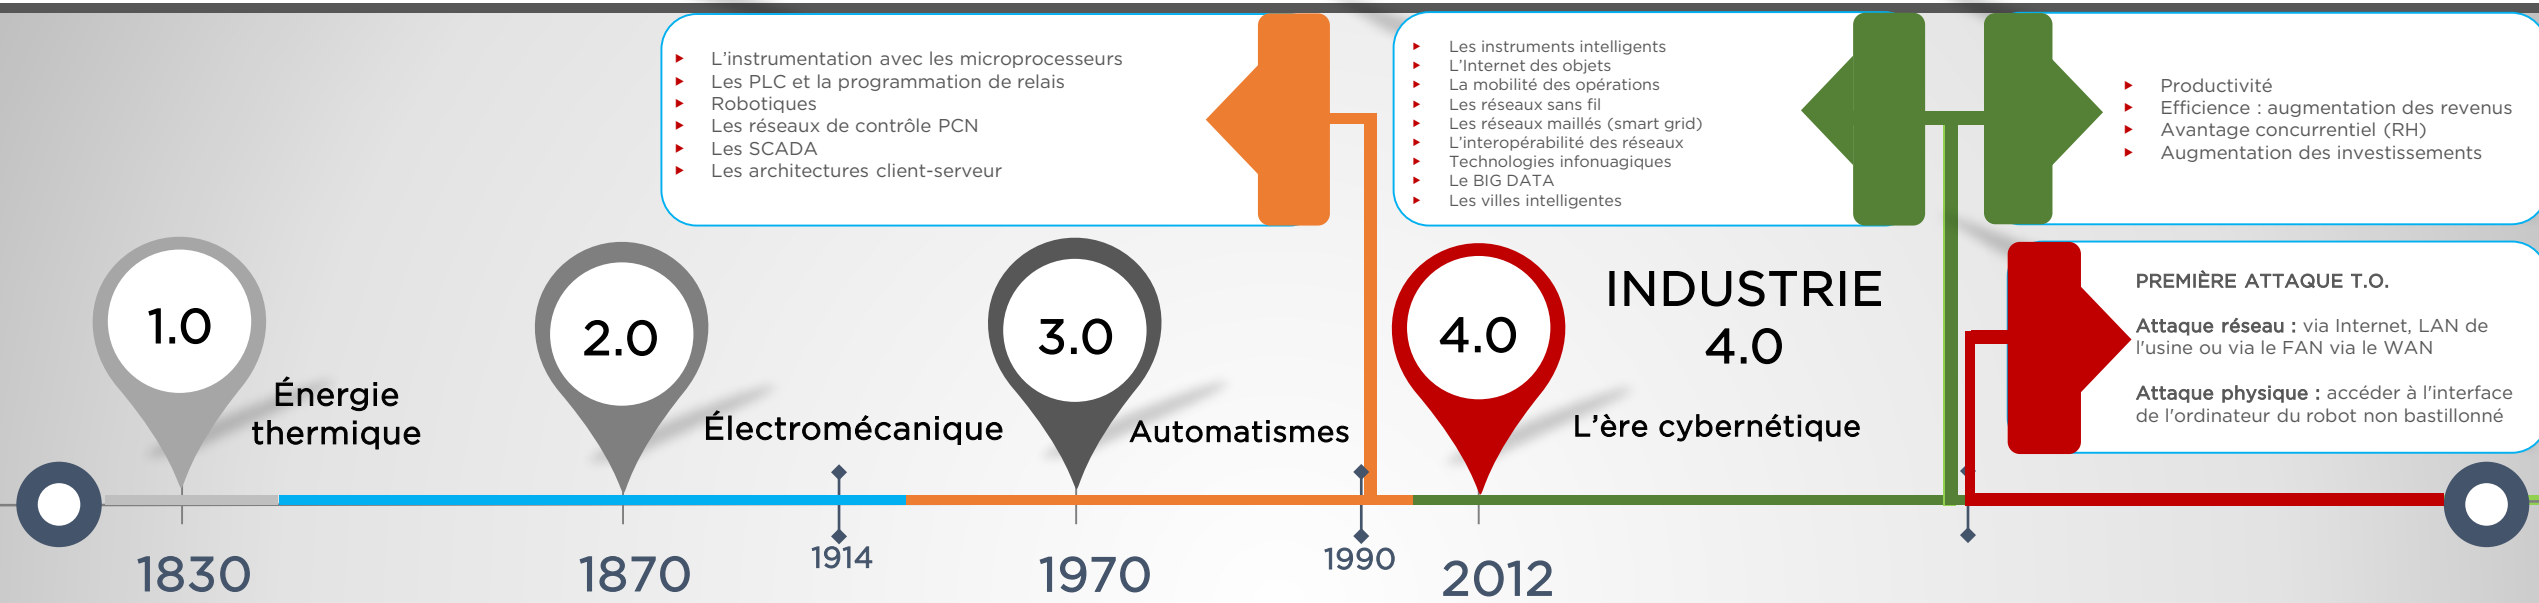 L'instrumentation avec les microprocesseurs
Les PLC et la programmation de relais
Robotiques
Les réseaux de contrôle PCN
Les SCADA
Les architectures client-serveur
Les instruments intelligents
L'Internet des objets
La mobilité des opérations
Les réseaux sans fil
Les réseaux maillés (smart grid)
L'interopérabilité des réseaux
Technologies infonuagiques
Le BIG DATA
Les villes intelligentes
Productivité
Efficience : augmentation des revenus
Avantage concurrentiel (RH)
Augmentation des investissements
PREMIÈRE ATTAQUE T.O.
Attaque réseau : via Internet, LAN de
l'usine ou via le FAN via le WAN
Attaque physique : accéder à l'interface
de l'ordinateur du robot non bastillonné
1.0
Énergie
thermique
2.0
Électromécanique
3.0
Automatismes
4.0
INDUSTRIE
4.0
L'ère cybernétique
1830
1870
1914
1970
1990
2012